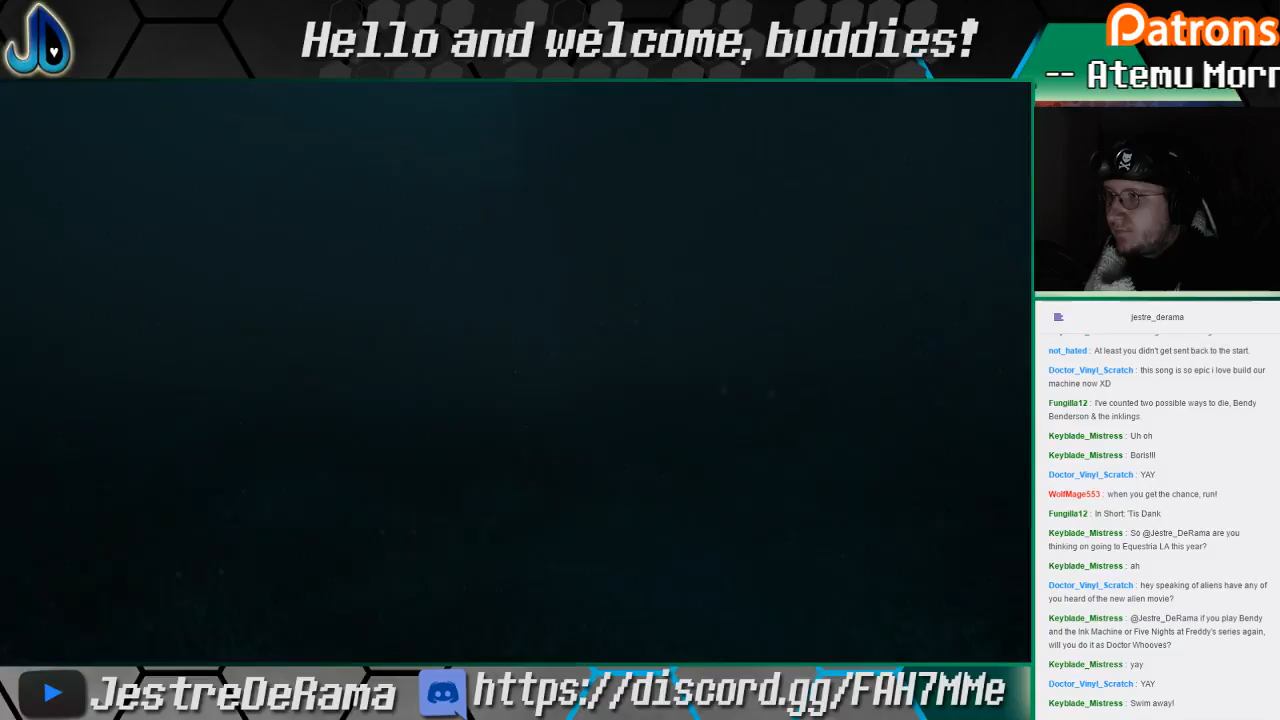 Hello and welcome, buddies!
Patrons
-- Atemu Morr
jestre_derama
not_hated : At least you didn't get sent back to the start.
Doctor_Vinyl_Scratch : this song is so epic i love build our
machine now XD
Fungilla12 : I've counted two possible ways to die, Bendy
Benderson & the inklings.
Keyblade_Mistress : Uh oh
Keyblade_Mistress : Boris!!!
Doctor_Vinyl_Scratch : YAY
WolfMage553 : when you get the chance, run!
Fungilla12 : In Short: 'Tis Dank
Keyblade_Mistress : So @Jestre_DeRama are you
thinking on going to Equestria LA this year?
Keyblade_Mistress : ah
Doctor_Vinyl_Scratch : hey speaking of aliens have any of
you heard of the new alien movie?
Keyblade_Mistress : @Jestre_DeRama if you play Bendy
and the Ink Machine or Five Nights at Freddy's series again,
will you do it as Doctor Whooves?
Keyblade_Mistress : yay
Doctor_Vinyl_Scratch : YAY
Keyblade_Mistress : Swim away!
JestreDeRama
https://discord.gg/FAH7MMe